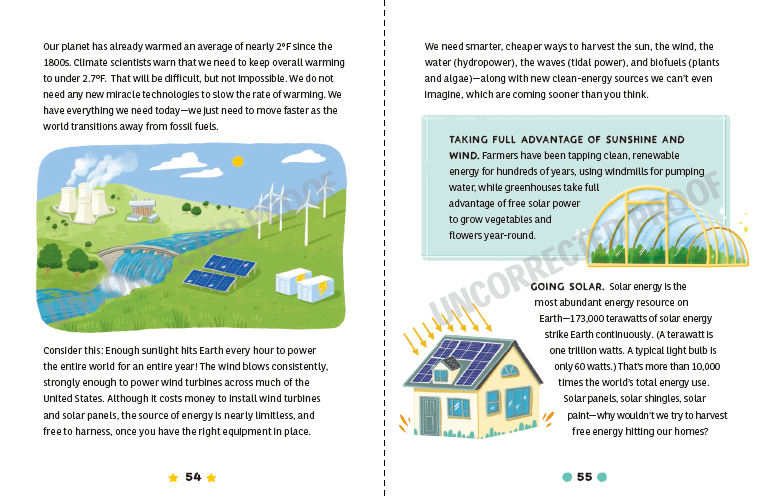 Our planet has already warmed an average of nearly 2°F since the
1800s. Climate scientists warn that we need to keep overall warming
to under 2.7°F. That will be difficult, but not impossible. We do not
need any new miracle technologies to slow the rate of warming. We
have everything we need today—we just need to move faster as the
world transitions away from fossil fuels.
Consider this: Enough sunlight hits Earth every hour to power
the entire world for an entire year! The wind blows consistently,
strongly enough to power wind turbines across much of the
United States. Although it costs money to install wind turbines
and solar panels, the source of energy is nearly limitless, and
free to harness, once you have the right equipment in place.
54
We need smarter, cheaper ways to harvest the sun, the wind, the
water (hydropower), the waves (tidal power), and biofuels (plants
and algae)—along with new clean-energy sources we can't even
imagine, which are coming sooner than you think.
TAKING FULL ADVANTAGE OF SUNSHINE AND
WIND. Farmers have been tapping clean, renewable
energy for hundreds of years, using windmills for pumping
water, while greenhouses take full
advantage of free solar power
to grow vegetables and
flowers year-round.
GOING SOLAR. Solar energy is the
most abundant energy resource on
Earth—173,000 terawatts of solar energy
strike Earth continuously. (A terawatt is
one trillion watts. A typical light bulb is
only 60 watts.) That's more than 10,000
times the world's total energy use.
Solar panels, solar shingles, solar
paint—why wouldn't we try to harvest
free energy hitting our homes?
55
UNCORRECTED PROOF
UNCORRECTED PROOF